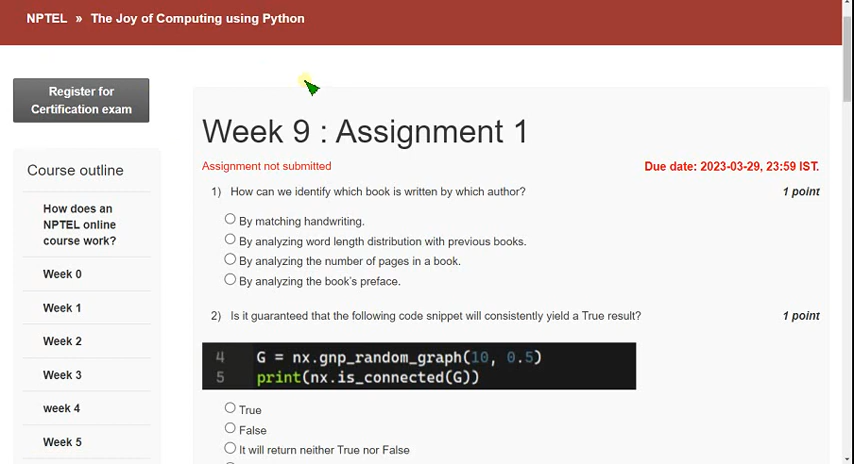 NPTEL » The Joy of Computing using Python
Register for
Certification exam
Course outline
How does an
NPTEL online
course work?
Week 0
Week 1
Week 2
Week 3
week 4
Week 5
Week 9 : Assignment 1
Assignment not submitted Due date: 2023-03-29, 23:59 IST.
1) How can we identify which book is written by which author? 1 point
By matching handwriting.
By analyzing word length distribution with previous books.
By analyzing the number of pages in a book.
By analyzing the book's preface.
2) Is it guaranteed that the following code snippet will consistently yield a True result? 1 point
4 G = nx.gnp_random_graph(10, 0.5)
5 print(nx.is_connected(G))
True
False
It will return neither True nor False